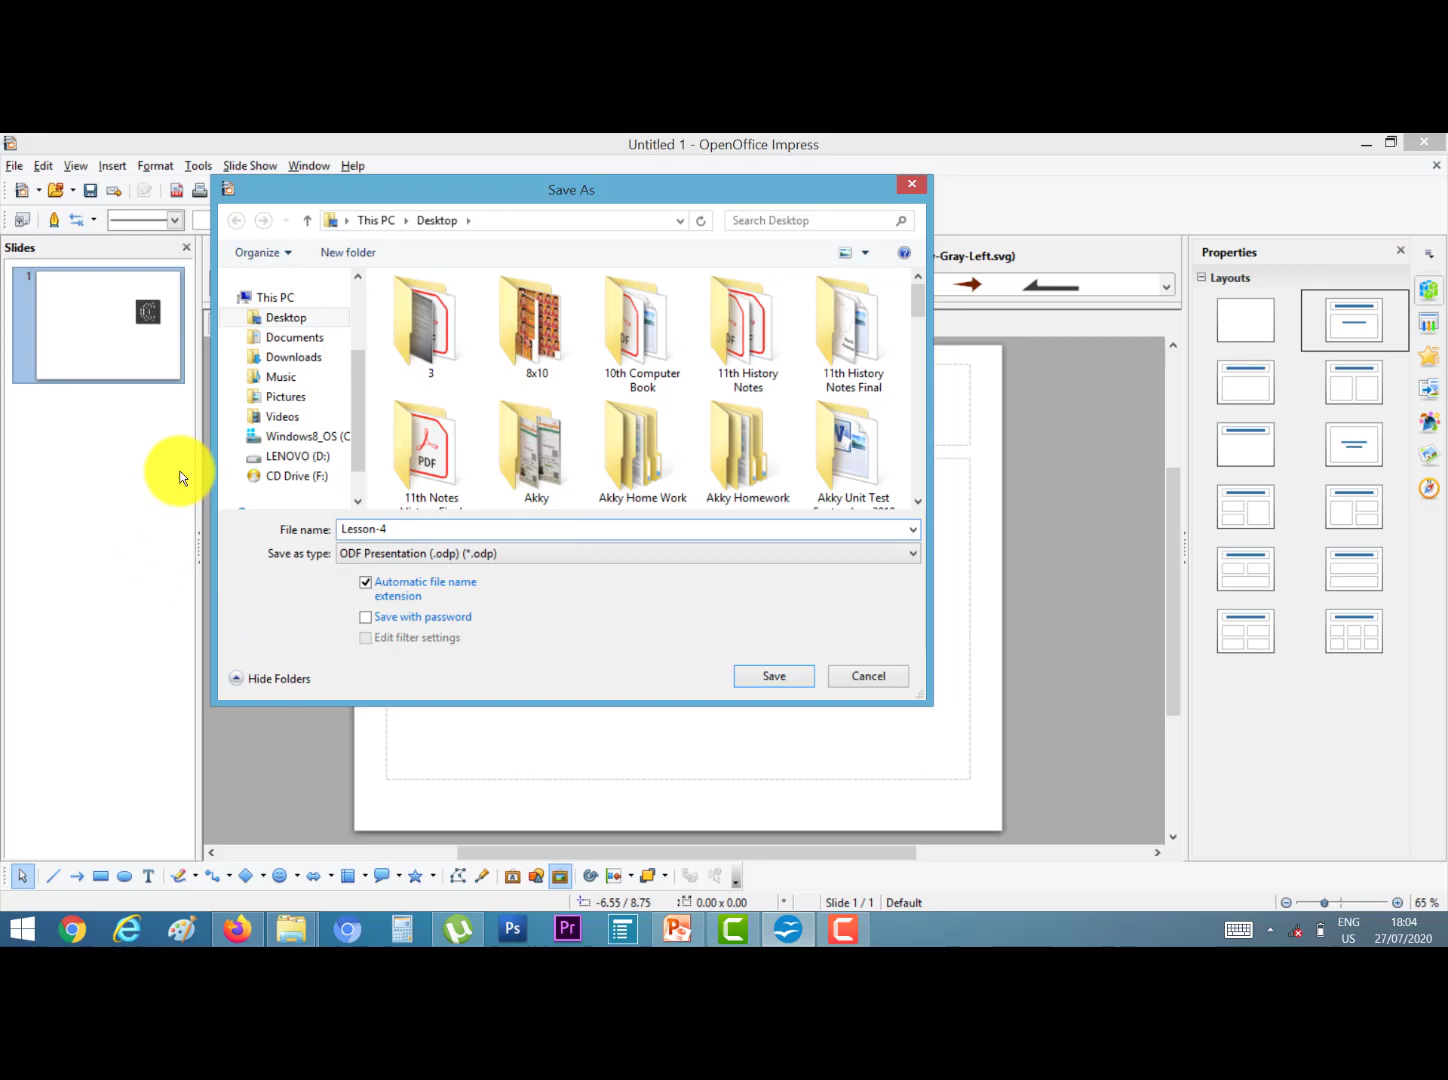 Untitled 1 - OpenOffice Impress
File Edit View Insert Format Tools Slide Show Window Help
Save As
This PC Desktop
Search Desktop
Organize New folder
Slides
1
-Gray-Left.svg)
Properties
Layouts
This PC
Desktop
Documents
Downloads
Music
Pictures
Videos
Windows8_OS (C
LENOVO (D:)
CD Drive (F:)
3
8x10
10th Computer
Book
11th History
Notes
11th History
Notes Final
PDF
11th Notes
Akky
Akky Home Work
Akky Homework
Akky Unit Test
File name: Lesson-4
Save as type: ODF Presentation (.odp) (*.odp)
Automatic file name
extension
Save with password
Edit filter settings
Hide Folders
Save
Cancel
-6.55 / 8.75
0.00 x 0.00
*
Slide 1 / 1
Default
65 %
Ps
Pr
ENG
US
18:04
27/07/2020